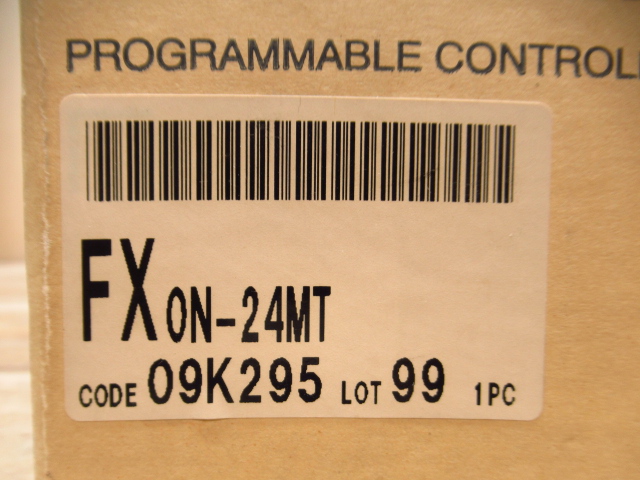 PROGRAMMABLE CONTROL
FX0N-24MT
CODE 09K295 LOT 99 1PC